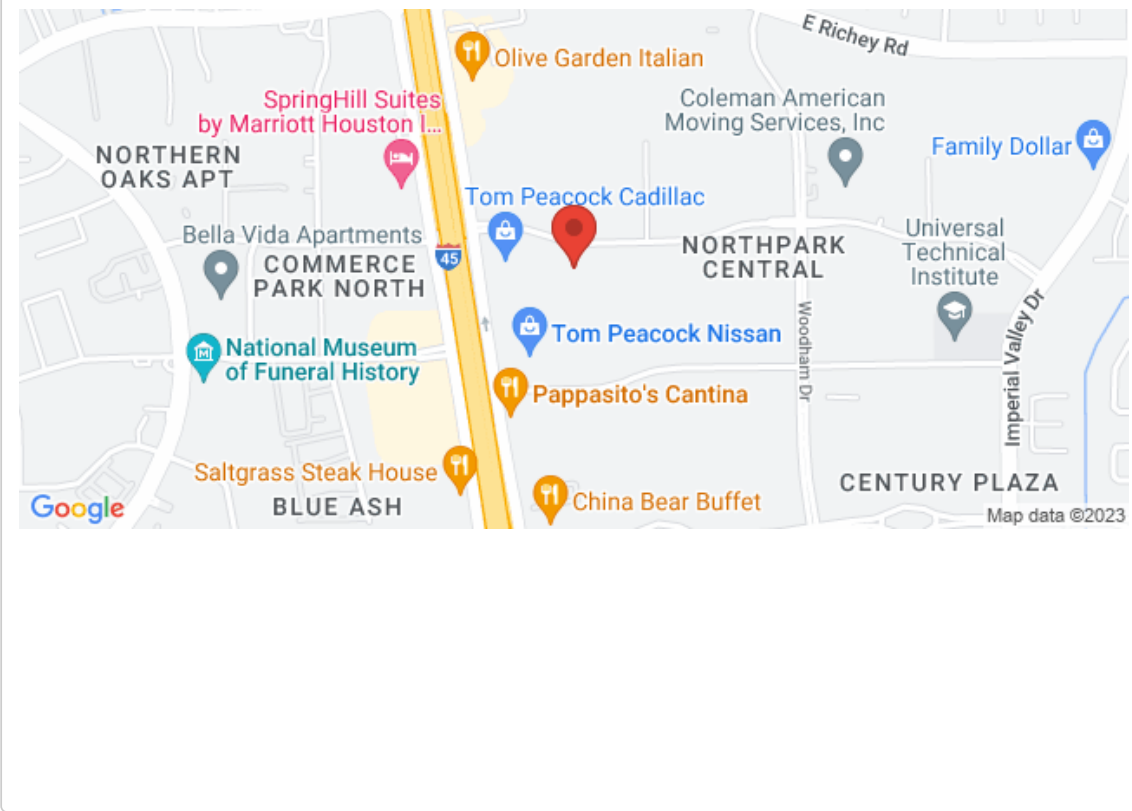 E Richey Rd
Olive Garden Italian
SpringHill Suites
by Marriott Houston I...
Coleman American
Moving Services, Inc
Family Dollar
NORTHERN
OAKS APT
Tom Peacock Cadillac
Bella Vida Apartments
COMMERCE
PARK NORTH
45
NORTHPARK
CENTRAL
Universal
Technical
Institute
Tom Peacock Nissan
National Museum
of Funeral History
Woodham Dr
Imperial Valley Dr
Pappasito's Cantina
Saltgrass Steak House
BLUE ASH
China Bear Buffet
CENTURY PLAZA
Google
Map data ©2023